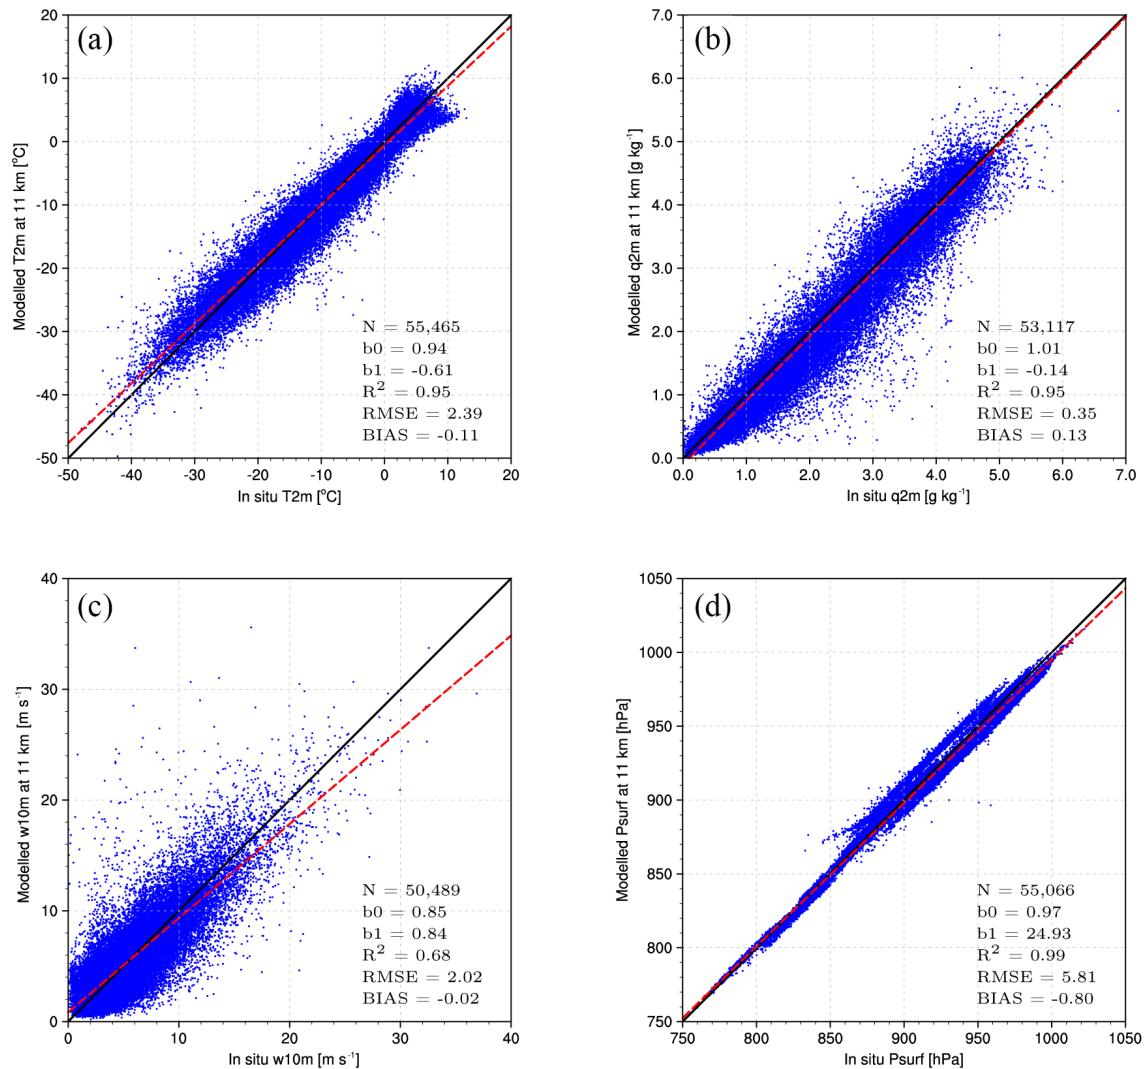 (a)
20
10
0
-10
-20
-30
-40
-50
Modelled T2m at 11 km [°C]
N = 55,465
b0 = 0.94
b1 = -0.61
R² = 0.95
RMSE = 2.39
BIAS = -0.11
-50 -40 -30 -20 -10 0 10 20
In situ T2m [°C]
(b)
7.0
6.0
5.0
4.0
3.0
2.0
1.0
0.0
Modelled q2m at 11 km [g kg⁻¹]
N = 53,117
b0 = 1.01
b1 = -0.14
R² = 0.95
RMSE = 0.35
BIAS = 0.13
0.0 1.0 2.0 3.0 4.0 5.0 6.0 7.0
In situ q2m [g kg⁻¹]
(c)
40
30
20
10
0
Modelled w10m at 11 km [m s⁻¹]
N = 50,489
b0 = 0.85
b1 = 0.84
R² = 0.68
RMSE = 2.02
BIAS = -0.02
0 10 20 30 40
In situ w10m [m s⁻¹]
(d)
1050
1000
950
900
850
800
750
Modelled Psurf at 11 km [hPa]
N = 55,066
b0 = 0.97
b1 = 24.93
R² = 0.99
RMSE = 5.81
BIAS = -0.80
750 800 850 900 950 1000 1050
In situ Psurf [hPa]